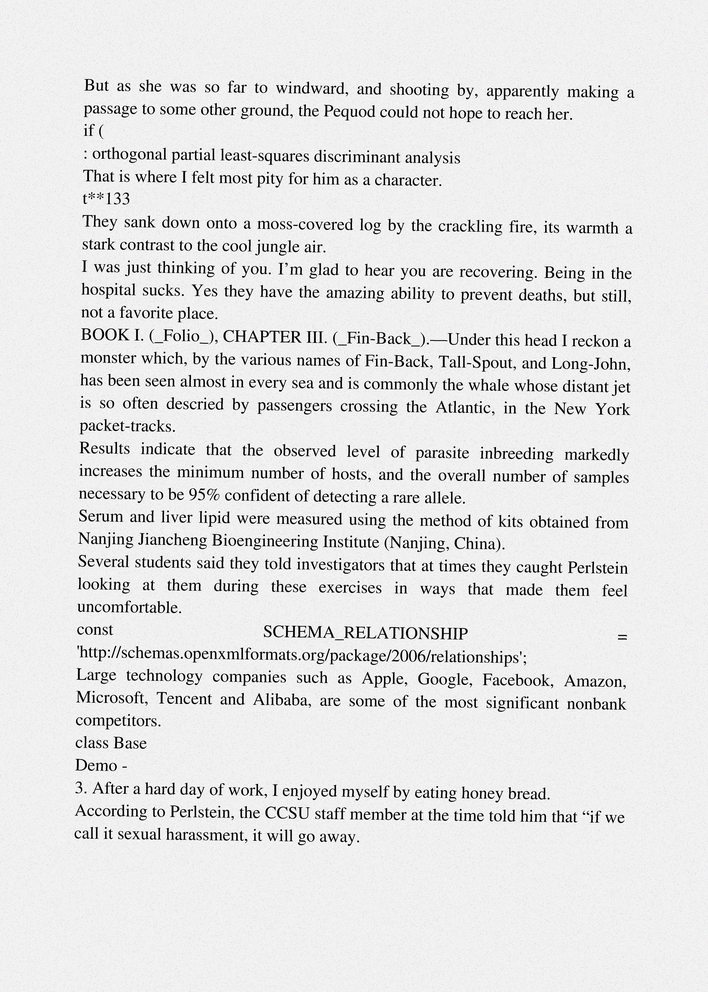 But as she was so far to windward, and shooting by, apparently making a
passage to some other ground, the Pequod could not hope to reach her.
if (
: orthogonal partial least-squares discriminant analysis
That is where I felt most pity for him as a character.
t**133
They sank down onto a moss-covered log by the crackling fire, its warmth a
stark contrast to the cool jungle air.
I was just thinking of you. I’m glad to hear you are recovering. Being in the
hospital sucks. Yes they have the amazing ability to prevent deaths, but still,
not a favorite place.
BOOK I. (_Folio_), CHAPTER III. (_Fin-Back_).—Under this head I reckon a
monster which, by the various names of Fin-Back, Tall-Spout, and Long-John,
has been seen almost in every sea and is commonly the whale whose distant jet
is so often descried by passengers crossing the Atlantic, in the New York
packet-tracks.
Results indicate that the observed level of parasite inbreeding markedly
increases the minimum number of hosts, and the overall number of samples
necessary to be 95% confident of detecting a rare allele.
Serum and liver lipid were measured using the method of kits obtained from
Nanjing Jiancheng Bioengineering Institute (Nanjing, China).
Several students said they told investigators that at times they caught Perlstein
looking at them during these exercises in ways that made them feel
uncomfortable.
const SCHEMA_RELATIONSHIP =
'http://schemas.openxmlformats.org/package/2006/relationships';
Large technology companies such as Apple, Google, Facebook, Amazon,
Microsoft, Tencent and Alibaba, are some of the most significant nonbank
competitors.
class Base
Demo -
3. After a hard day of work, I enjoyed myself by eating honey bread.
According to Perlstein, the CCSU staff member at the time told him that “if we
call it sexual harassment, it will go away.